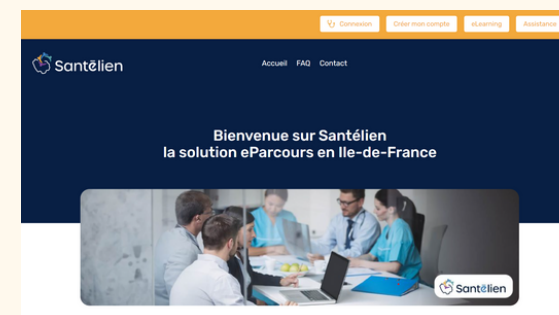 Connexion
Créer mon compte
eLearning
Assistance
Santélien
Accueil FAQ Contact
Bienvenue sur Santélien
la solution eParcours en Ile-de-France
Santélien